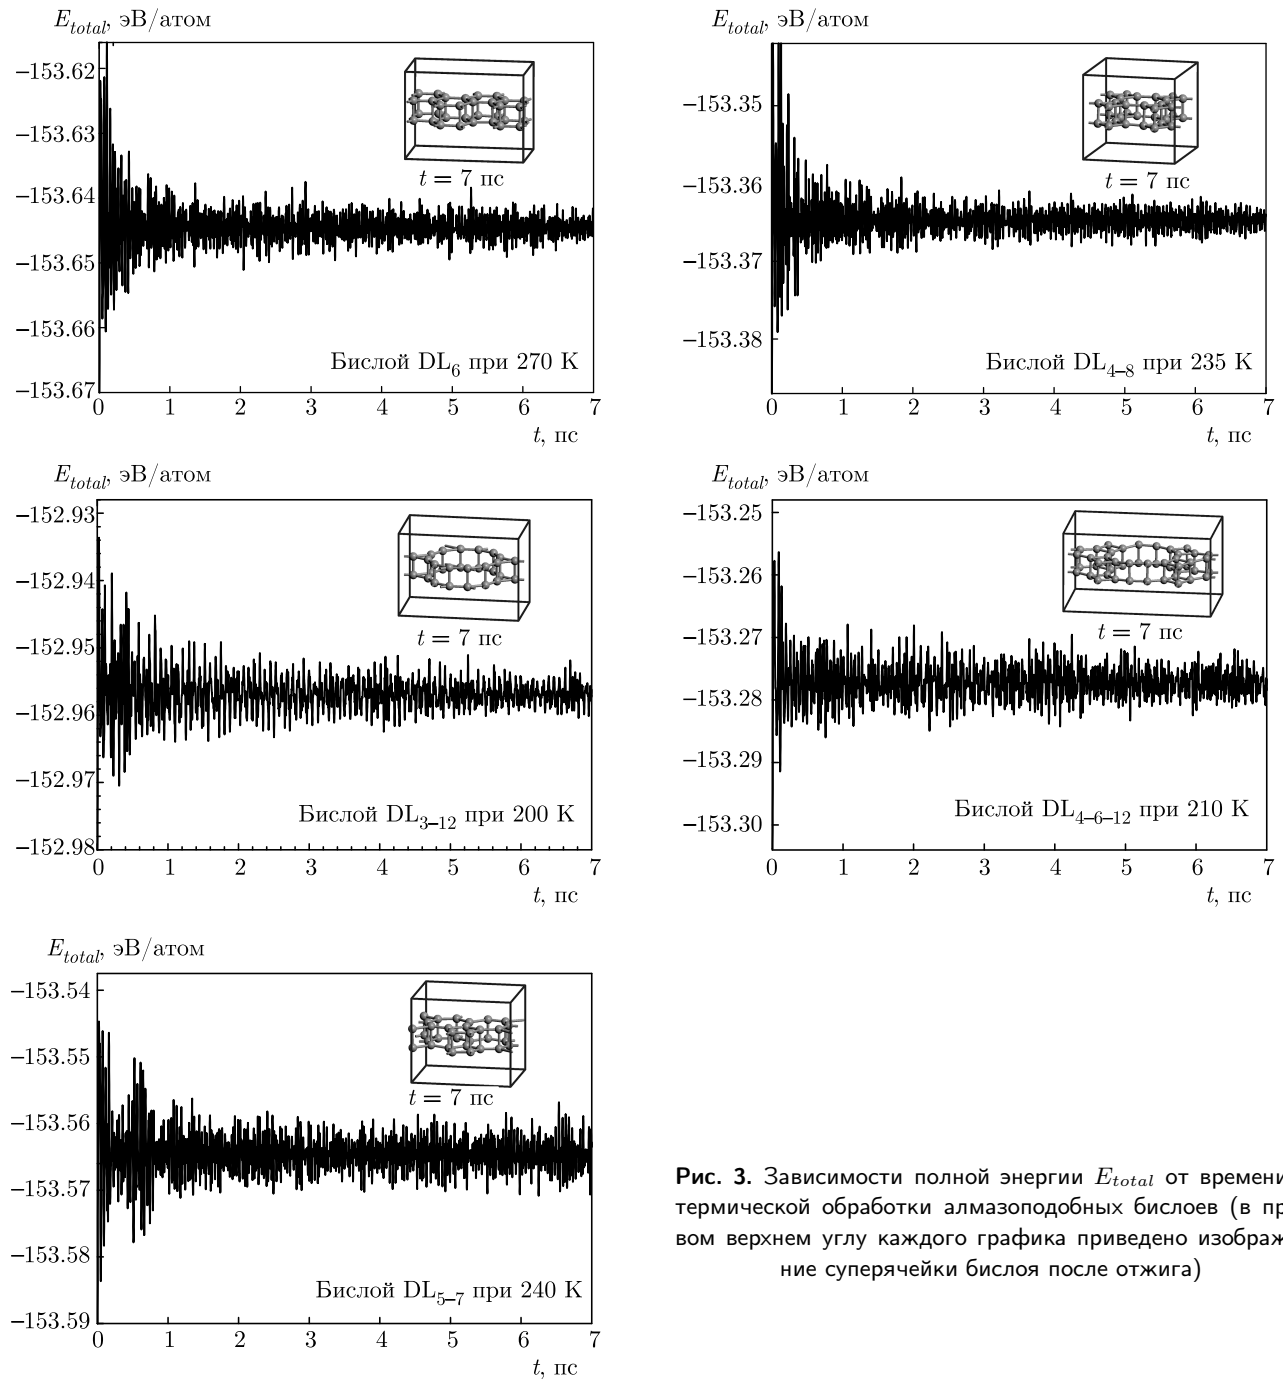 E_total, эВ/атом
−153.62
−153.63
−153.64
−153.65
−153.66
−153.67
0 1 2 3 4 5 6 7
t, пс
t = 7 пс
Бислой DL_6 при 270 K
E_total, эВ/атом
−153.35
−153.36
−153.37
−153.38
0 1 2 3 4 5 6 7
t, пс
t = 7 пс
Бислой DL_4–8 при 235 K
E_total, эВ/атом
−152.93
−152.94
−152.95
−152.96
−152.97
−152.98
0 1 2 3 4 5 6 7
t, пс
t = 7 пс
Бислой DL_3–12 при 200 K
E_total, эВ/атом
−153.25
−153.26
−153.27
−153.28
−153.29
−153.30
0 1 2 3 4 5 6 7
t, пс
t = 7 пс
Бислой DL_4–6–12 при 210 K
E_total, эВ/атом
−153.54
−153.55
−153.56
−153.57
−153.58
−153.59
0 1 2 3 4 5 6 7
t, пс
t = 7 пс
Бислой DL_5–7 при 240 K
Рис. 3. Зависимости полной энергии E_total от времени
термической обработки алмазоподобных бислоев (в пр
вом верхнем углу каждого графика приведено изображ
ние суперячейки бислоя после отжига)